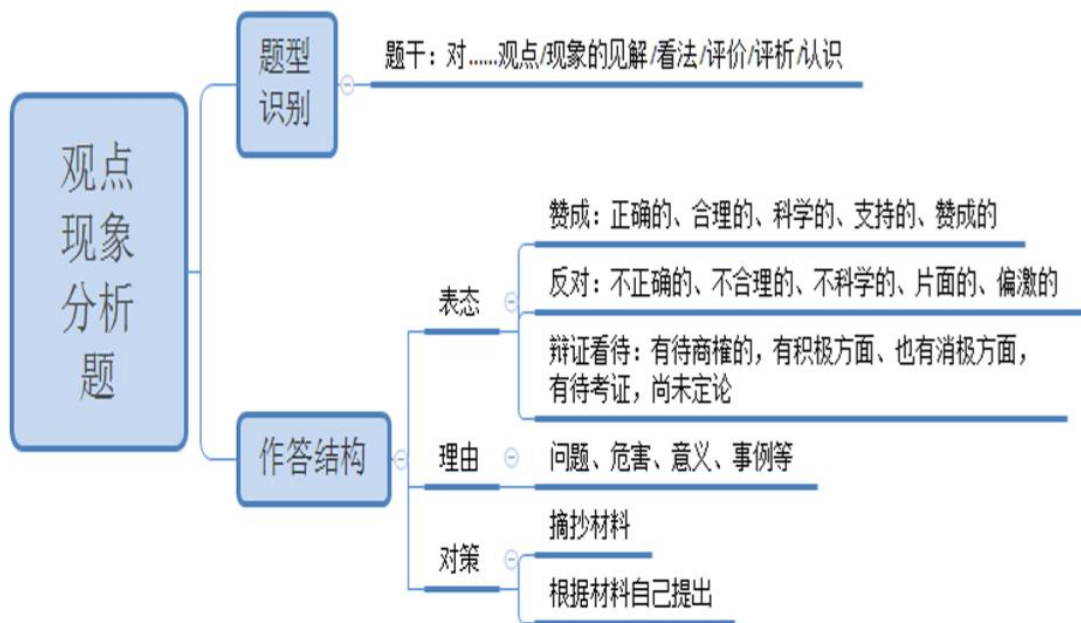 观点
现象
分析
题
题型
识别
题干：对……观点/现象的见解/看法/评价/评析/认识
作答结构
表态
赞成：正确的、合理的、科学的、支持的、赞成的
反对：不正确的、不合理的、不科学的、片面的、偏激的
辩证看待：有待商榷的，有积极方面、也有消极方面，
有待考证，尚未定论
理由
问题、危害、意义、事例等
对策
摘抄材料
根据材料自己提出